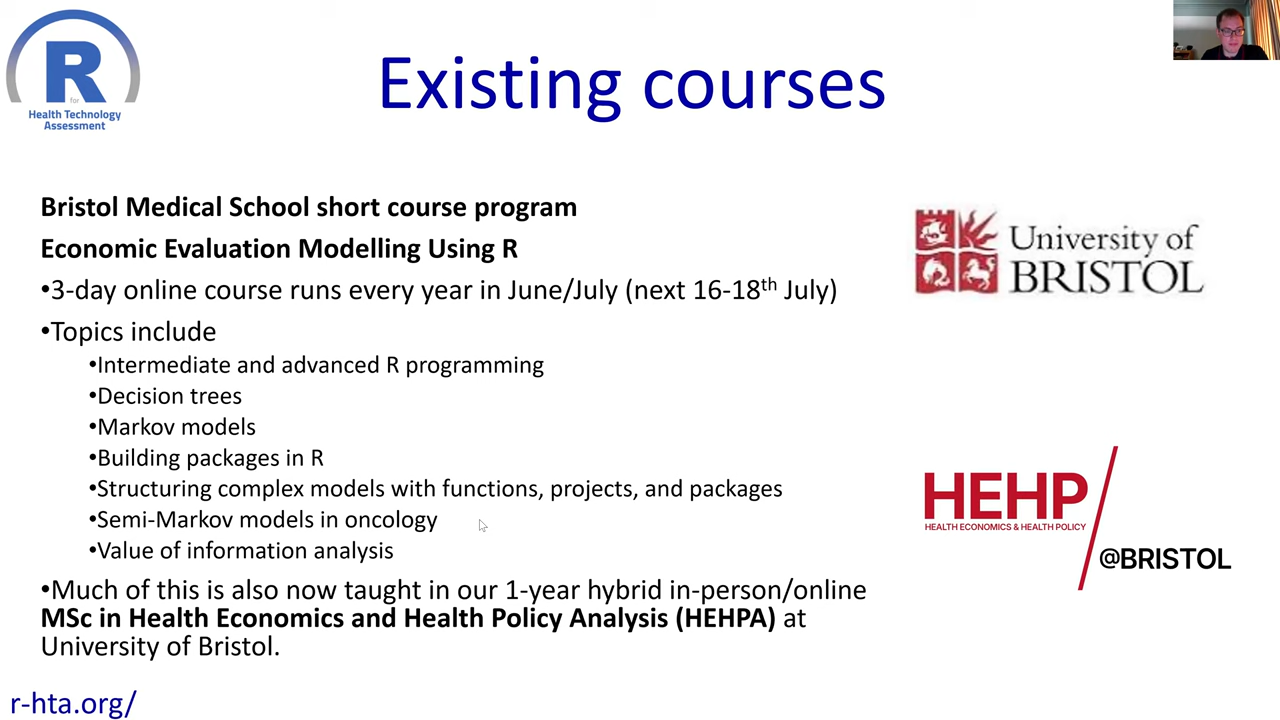 R
for
Health Technology
Assessment
Existing courses
Bristol Medical School short course program
Economic Evaluation Modelling Using R
•3-day online course runs every year in June/July (next 16-18th July)
•Topics include
•Intermediate and advanced R programming
•Decision trees
•Markov models
•Building packages in R
•Structuring complex models with functions, projects, and packages
•Semi-Markov models in oncology
•Value of information analysis
•Much of this is also now taught in our 1-year hybrid in-person/online
MSc in Health Economics and Health Policy Analysis (HEHPA) at
University of Bristol.
University of
BRISTOL
HEHP
HEALTH ECONOMICS & HEALTH POLICY
@BRISTOL
r-hta.org/